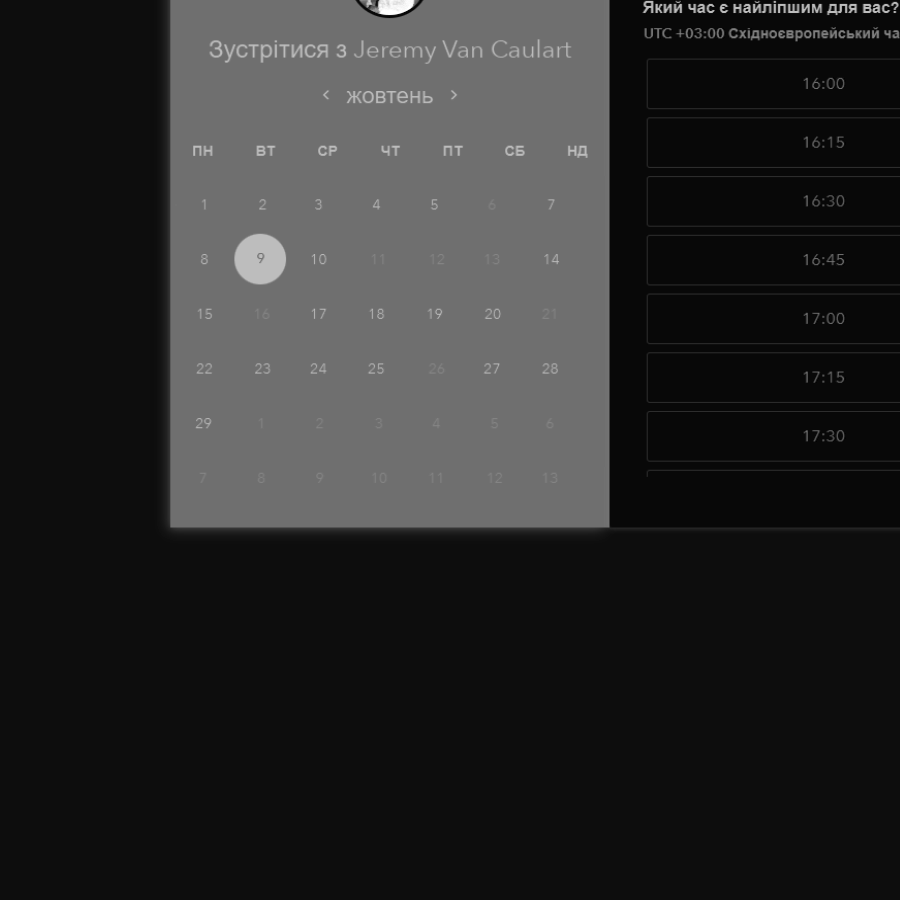 Зустрітися з Jeremy Van Caulart
< жовтень >
ПН ВТ СР ЧТ ПТ СБ НД
1 2 3 4 5 6 7
8 9 10 11 12 13 14
15 16 17 18 19 20 21
22 23 24 25 26 27 28
29 1 2 3 4 5 6
7 8 9 10 11 12 13
Який час є найліпшим для вас?
UTC +03:00 Східноєвропейський
16:00
16:15
16:30
16:45
17:00
17:15
17:30